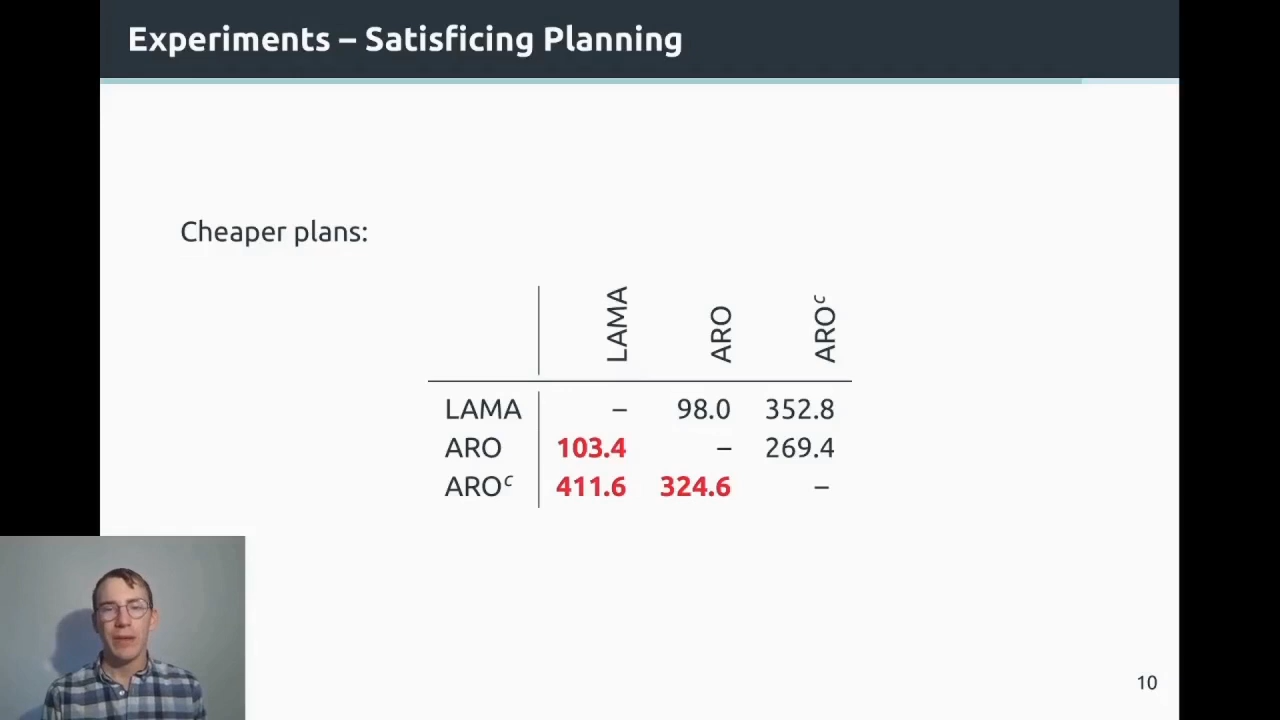 Experiments – Satisficing Planning
Cheaper plans:
LAMA ARO AROᶜ
LAMA – 98.0 352.8
ARO 103.4 – 269.4
AROᶜ 411.6 324.6 –
10